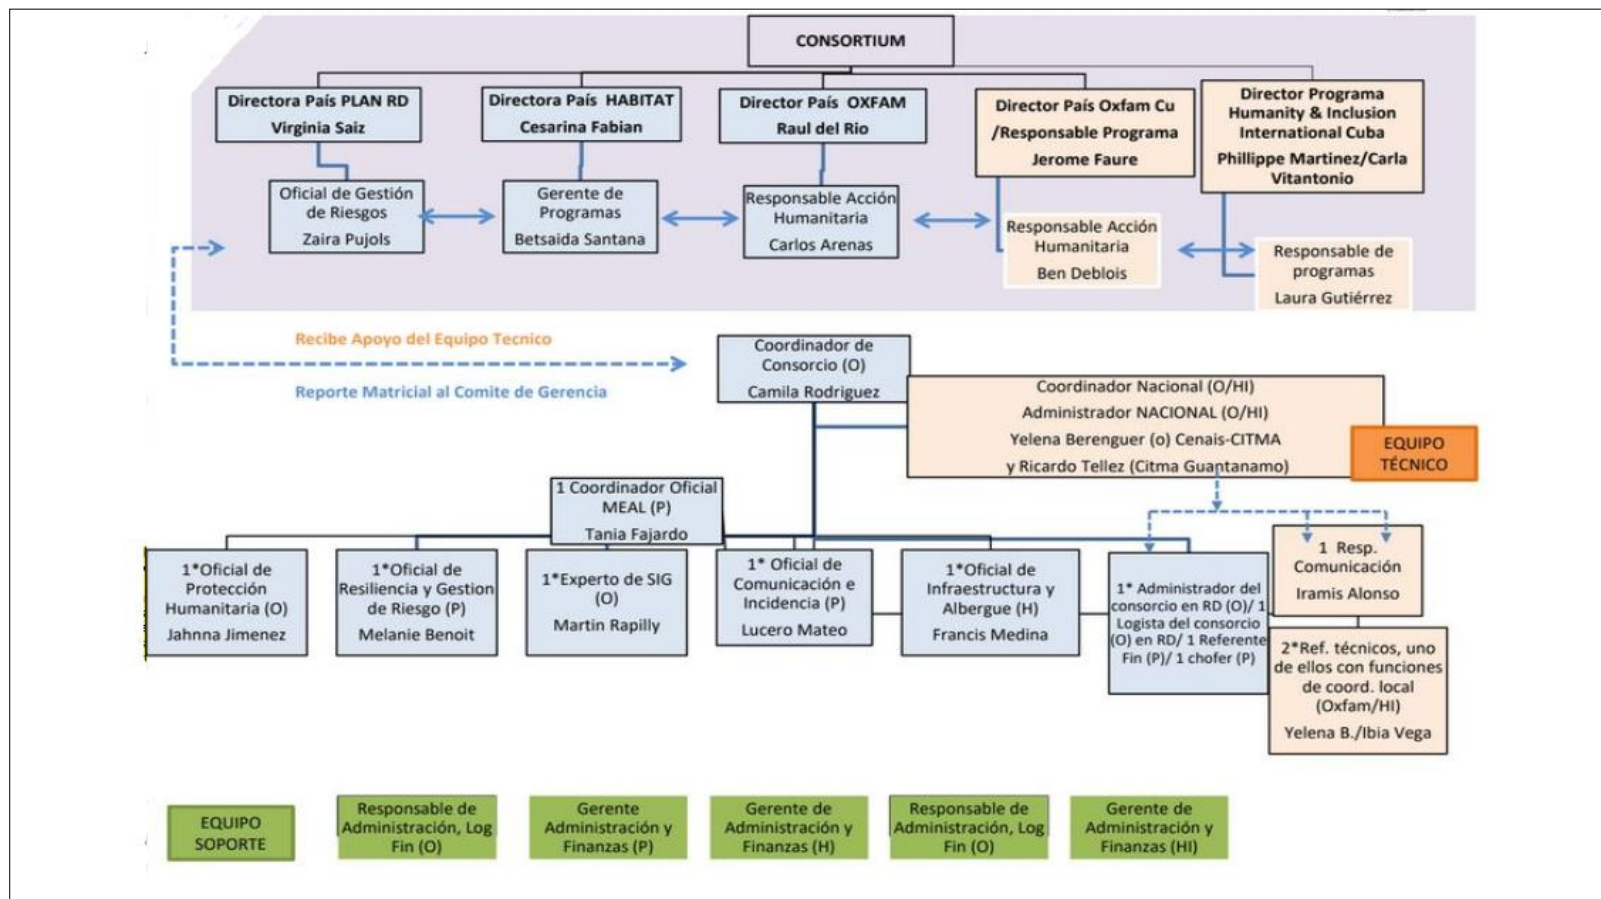 CONSORTIUM
Directora País PLAN RD
Virginia Saiz
Directora País HABITAT
Cesarina Fabian
Director País OXFAM
Raul del Rio
Director País Oxfam Cu
/Responsable Programa
Jerome Faure
Director Programa
Humanity & Inclusion
International Cuba
Phillippe Martinez/Carla
Vitantonio
Oficial de Gestión
de Riesgos
Zaira Pujols
Gerente de
Programas
Betsaida Santana
Responsable Acción
Humanitaria
Carlos Arenas
Responsable Acción
Humanitaria
Ben Deblois
Responsable de
programas
Laura Gutiérrez
Recibe Apoyo del Equipo Tecnico
Reporte Matricial al Comite de Gerencia
Coordinador de
Consorcio (O)
Camila Rodriguez
Coordinador Nacional (O/HI)
Administrador NACIONAL (O/HI)
Yelena Berenguer (o) Cenais-CITMA
y Ricardo Tellez (Citma Guantanamo)
EQUIPO
TÉCNICO
1 Coordinador Oficial
MEAL (P)
Tania Fajardo
1*Oficial de
Protección
Humanitaria (O)
Jahnna Jimenez
1*Oficial de
Resiliencia y Gestion
de Riesgo (P)
Melanie Benoit
1*Experto de SIG
(O)
Martin Rapilly
1* Oficial de
Comunicación e
Incidencia (P)
Lucero Mateo
1*Oficial de
Infraestructura y
Albergue (H)
Francis Medina
1* Administrador del
consorcio en RD (O)/ 1
Logista del consorcio
(O) en RD/ 1 Referente
Fin (P)/ 1 chofer (P)
1 Resp.
Comunicación
Iramis Alonso
2*Ref. técnicos, uno
de ellos con funciones
de coord. local
(Oxfam/HI)
Yelena B./Ibia Vega
EQUIPO
SOPORTE
Responsable de
Administración, Log
Fin (O)
Gerente
Administración y
Finanzas (P)
Gerente de
Administración y
Finanzas (H)
Responsable de
Administración, Log
Fin (O)
Gerente de
Administración y
Finanzas (HI)